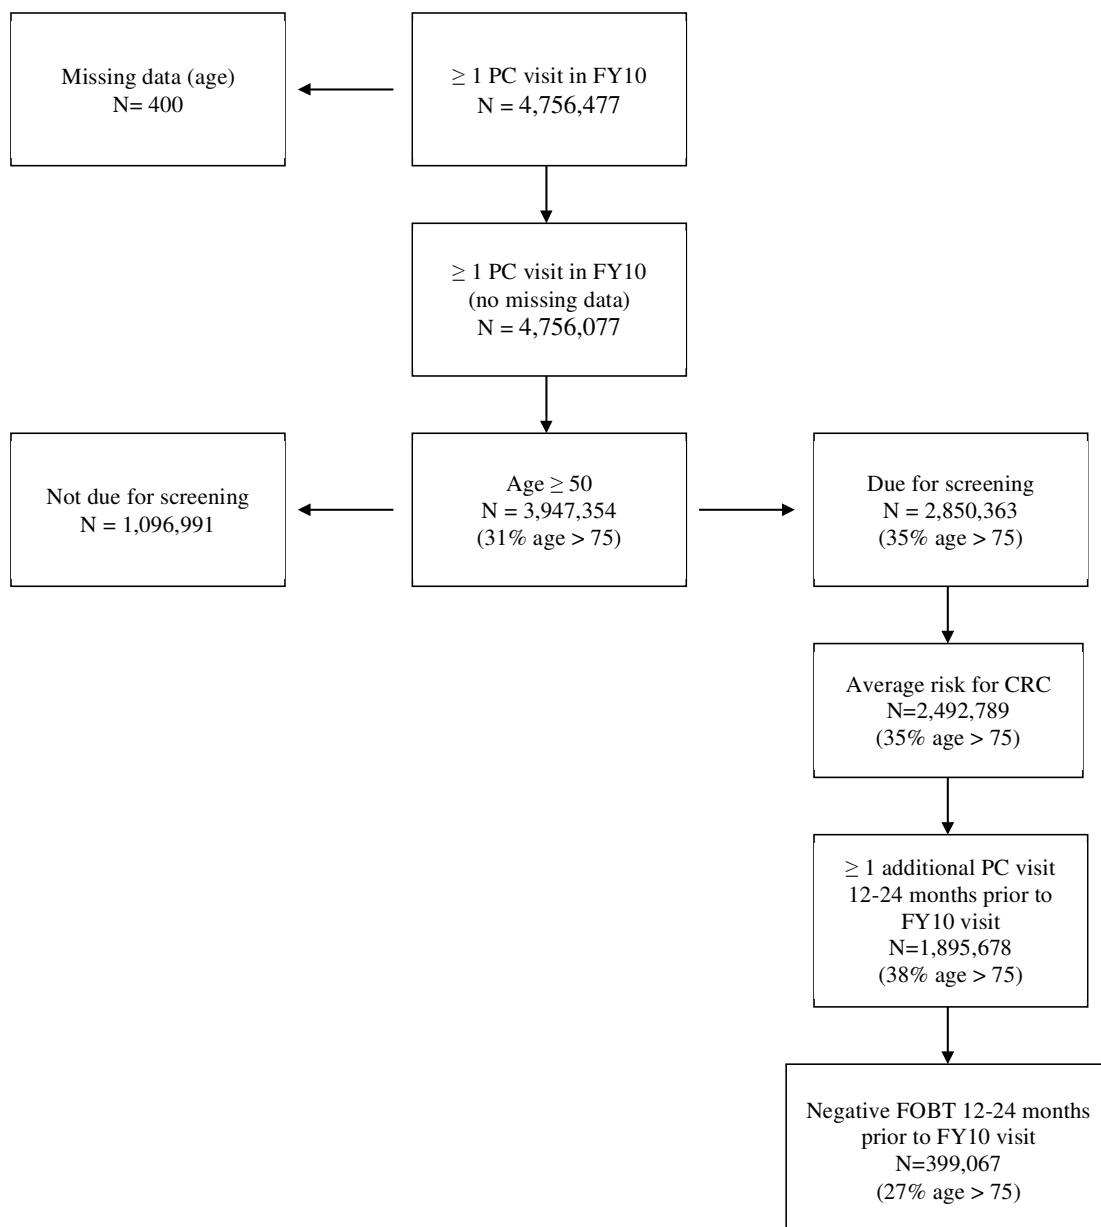 Missing data (age)
N= 400
≥ 1 PC visit in FY10
N = 4,756,477
≥ 1 PC visit in FY10
(no missing data)
N = 4,756,077
Not due for screening
N = 1,096,991
Age ≥ 50
N = 3,947,354
(31% age > 75)
Due for screening
N = 2,850,363
(35% age > 75)
Average risk for CRC
N=2,492,789
(35% age > 75)
≥ 1 additional PC visit
12-24 months prior to
FY10 visit
N=1,895,678
(38% age > 75)
Negative FOBT 12-24 months
prior to FY10 visit
N=399,067
(27% age > 75)